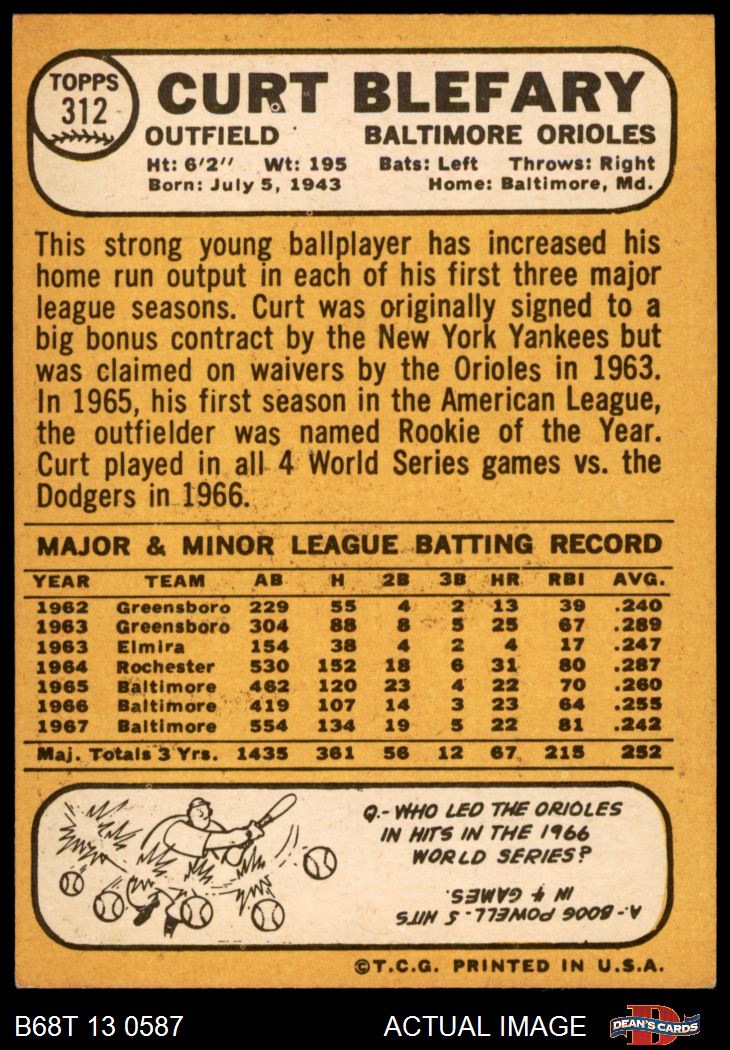 TOPPS
312
CURT BLEFARY
OUTFIELD BALTIMORE ORIOLES
Ht: 6'2" Wt: 195 Bats: Left Throws: Right
Born: July 5, 1943 Home: Baltimore, Md.
This strong young ballplayer has increased his
home run output in each of his first three major
league seasons. Curt was originally signed to a
big bonus contract by the New York Yankees but
was claimed on waivers by the Orioles in 1963.
In 1965, his first season in the American League,
the outfielder was named Rookie of the Year.
Curt played in all 4 World Series games vs. the
Dodgers in 1966.
MAJOR & MINOR LEAGUE BATTING RECORD
YEAR TEAM AB H 2B 3B HR RBI AVG.
1962 Greensboro 229 55 4 2 13 39 .240
1963 Greensboro 304 88 8 5 25 67 .289
1963 Elmira 154 38 4 2 4 17 .247
1964 Rochester 530 152 18 6 31 80 .287
1965 Baltimore 462 120 23 4 22 70 .260
1966 Baltimore 419 107 14 3 23 64 .255
1967 Baltimore 554 134 19 5 22 81 .242
Maj. Totals 3 Yrs. 1435 361 56 12 67 215 252
Q.- WHO LED THE ORIOLES
IN HITS IN THE 1966
WORLD SERIES?
A.- BOOG POWELL 5 HITS
IN 4 GAMES.
©T.C.G. PRINTED IN U.S.A.
B68T 13 0587 ACTUAL IMAGE DEAN'S CARDS